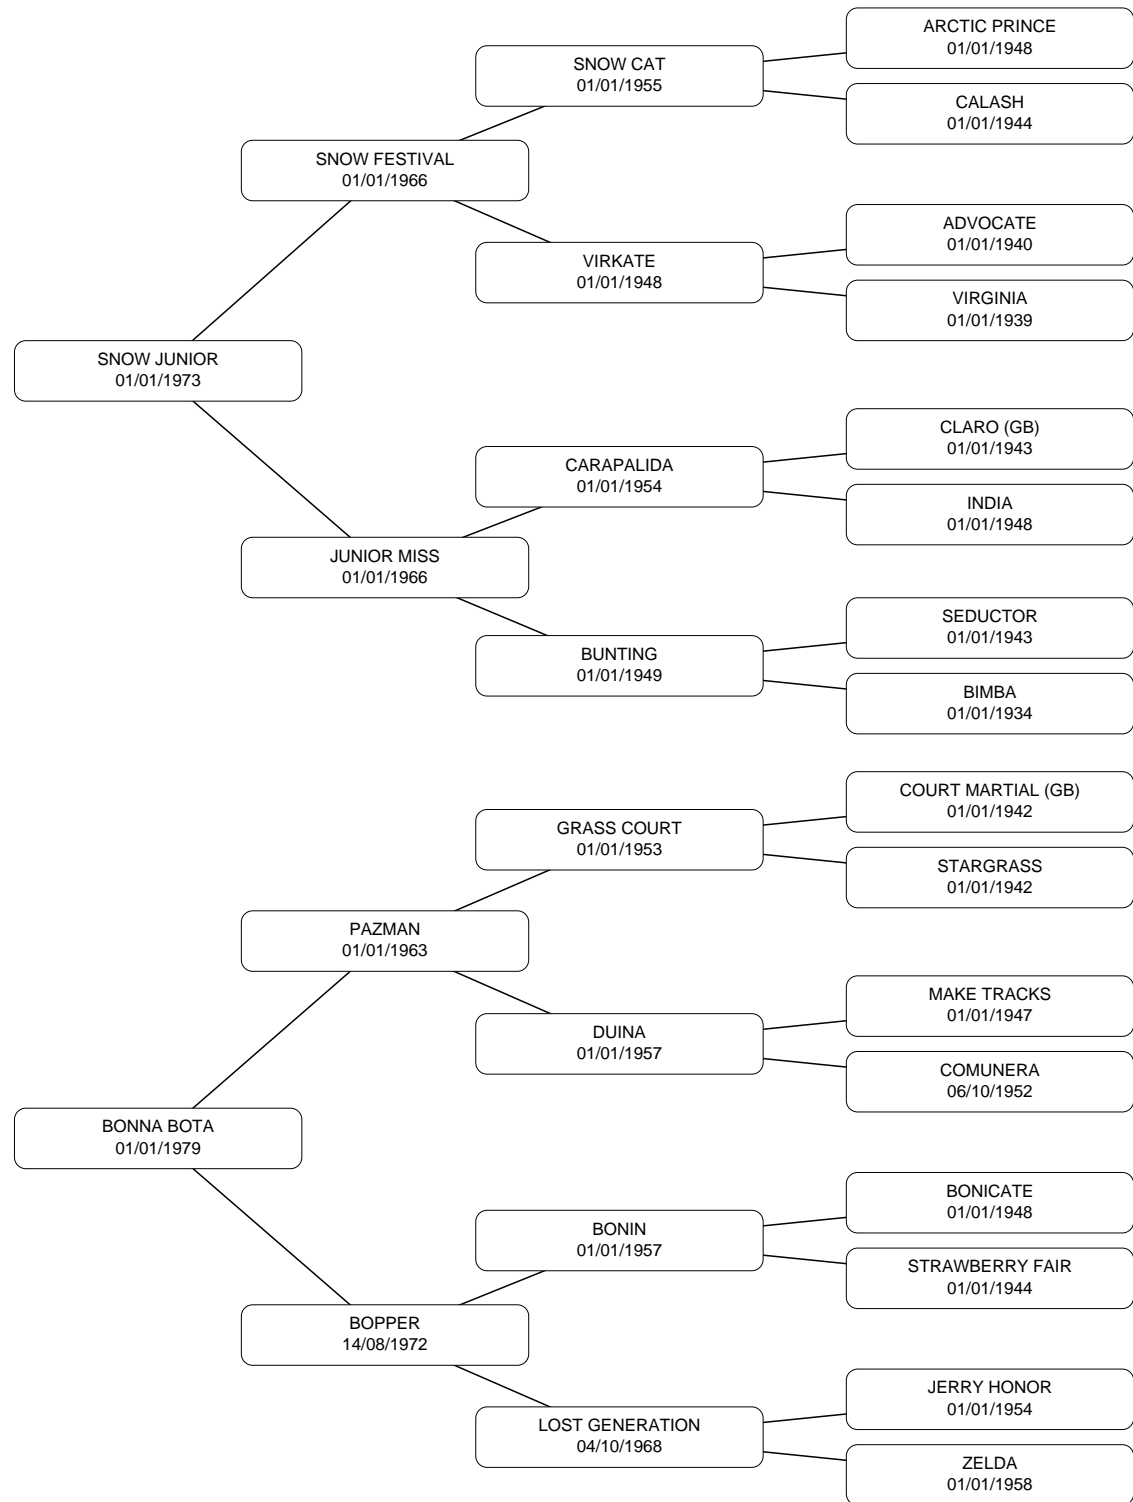 ARCTIC PRINCE
01/01/1948
SNOW CAT
01/01/1955
CALASH
01/01/1944
SNOW FESTIVAL
01/01/1966
ADVOCATE
01/01/1940
VIRKATE
01/01/1948
VIRGINIA
01/01/1939
SNOW JUNIOR
01/01/1973
CLARO (GB)
01/01/1943
CARAPALIDA
01/01/1954
INDIA
01/01/1948
JUNIOR MISS
01/01/1966
SEDUCTOR
01/01/1943
BUNTING
01/01/1949
BIMBA
01/01/1934
COURT MARTIAL (GB)
01/01/1942
GRASS COURT
01/01/1953
STARGRASS
01/01/1942
PAZMAN
01/01/1963
MAKE TRACKS
01/01/1947
DUINA
01/01/1957
COMUNERA
06/10/1952
BONNA BOTA
01/01/1979
BONICATE
01/01/1948
BONIN
01/01/1957
STRAWBERRY FAIR
01/01/1944
BOPPER
14/08/1972
JERRY HONOR
01/01/1954
LOST GENERATION
04/10/1968
ZELDA
01/01/1958